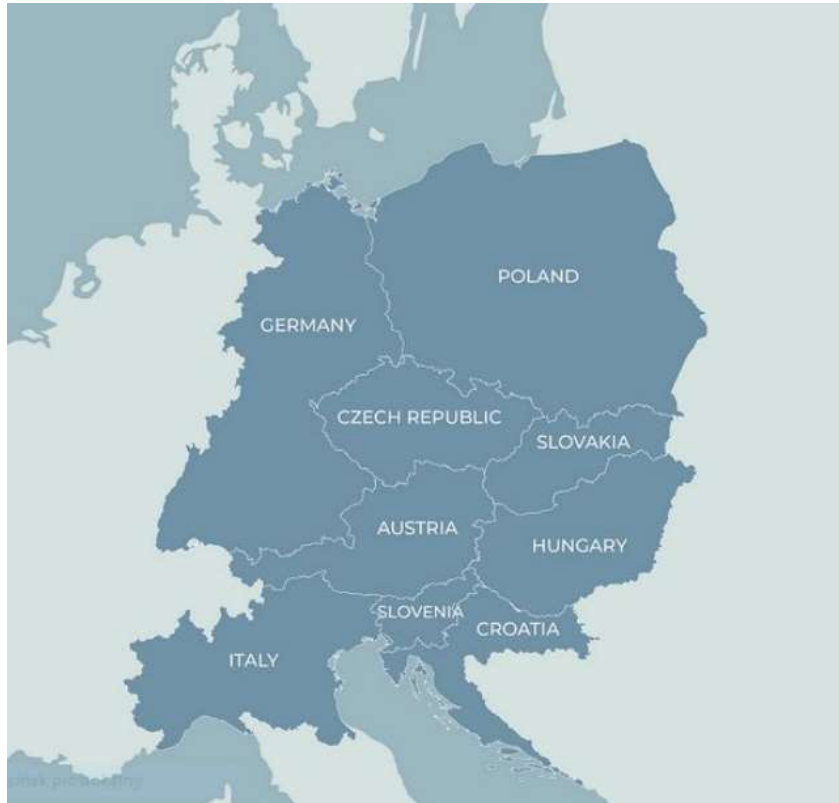 POLAND
GERMANY
CZECH REPUBLIC
SLOVAKIA
AUSTRIA
HUNGARY
SLOVENIA
CROATIA
ITALY